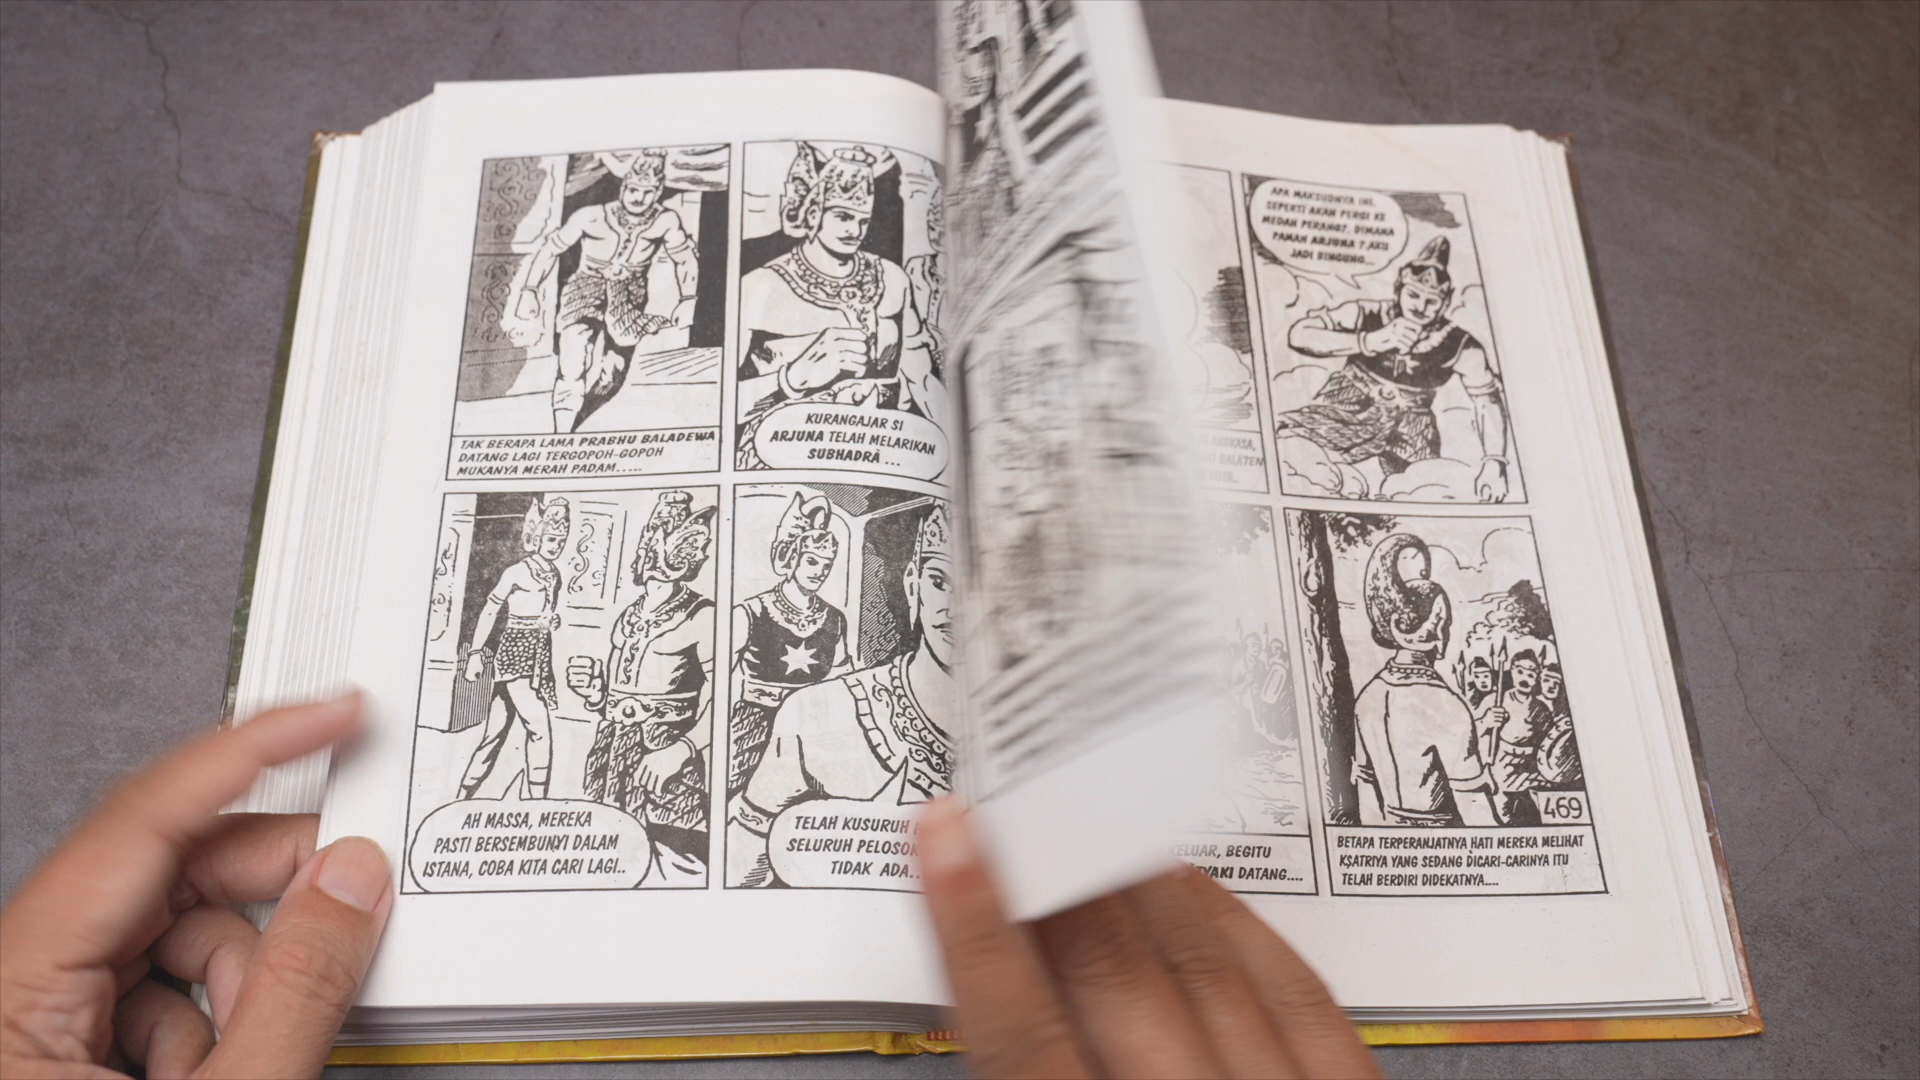 TAK BERAPA LAMA PRABHU BALADEWA
DATANG LAGI TERGOPOH-GOPOH
MUKANYA MERAH PADAM.....
KURANGAJAR SI
ARJUNA TELAH MELARIKAN
SUBHADRA ...
AH MASSA, MEREKA
PASTI BERSEMBUNYI DALAM
ISTANA, COBA KITA CARI LAGI..
TELAH KUSURUH
SELURUH PELOSOK
TIDAK ADA..
ANGKASA,
BALATEN
APA MAKSUDNYA INI,
SEPERTI AKAN PERGI KE
MEDAN PERANG?. DIMANA
PAMAN ARJUNA ? AKU
JADI BINGUNG...
KELUAR, BEGITU
TYAKI DATANG....
469
BETAPA TERPERANJATNYA HATI MEREKA MELIHAT
KSATRIYA YANG SEDANG DICARI-CARINYA ITU
TELAH BERDIRI DIDEKATNYA....